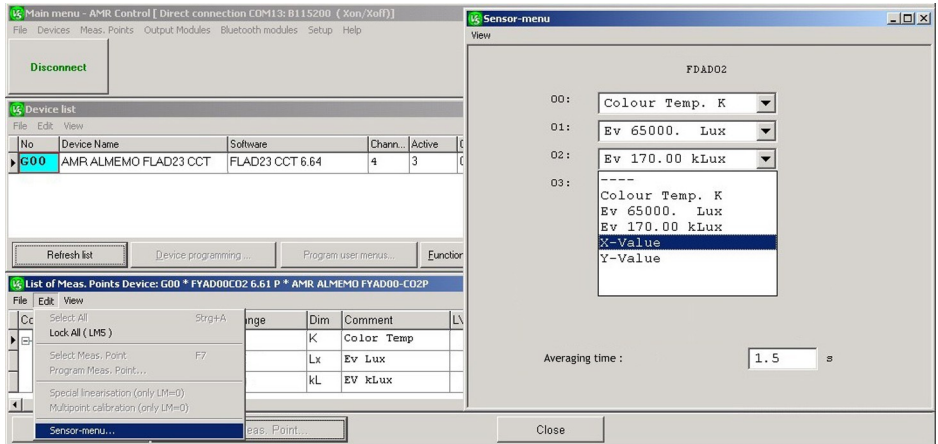 Main menu - AMR Control [ Direct connection COM13: B115200 ( Xon/Xoff)]
File Devices Meas. Points Output Modules Bluetooth modules Setup Help
Disconnect
Device list
File Edit View
No Device Name Software Chann... Active
G00 AMR ALMEMO FLAD23 CCT FLAD23 CCT 6.64 4 3
Refresh list Device programming ... Program user menus... Function
List of Meas. Points Device: G00 * FYAD00CO2 6.61 P * AMR ALMEMO FYAD00-CO2P
File Edit View
Select All Strg+A
Lock All ( LM5 )
Select Meas. Point F7
Program Meas. Point...
Special linearisation (only LM=0)
Multipoint calibration (only LM=0)
Sensor-menu...
Co ange Dim Comment LV
K Color Temp
Lx Ev Lux
kL EV kLux
eas. Point...
Sensor-menu
View
FDAD02
00: Colour Temp. K
01: Ev 65000. Lux
02: Ev 170.00 kLux
03:
----
Colour Temp. K
Ev 65000. Lux
Ev 170.00 kLux
X-Value
Y-Value
Averaging time : 1.5 s
Close